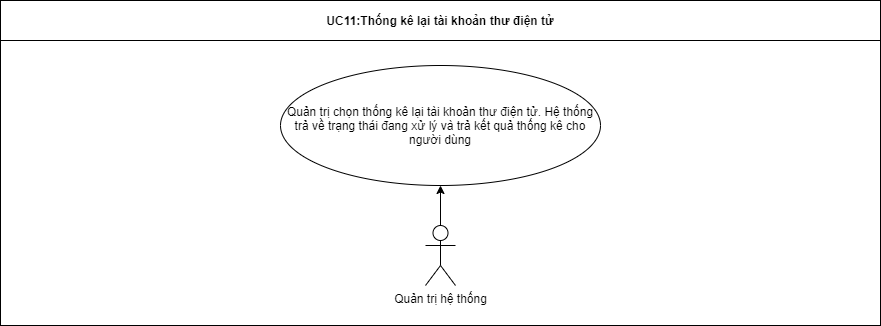 UC11:Thống kê lại tài khoản thư điện tử
Quản trị chọn thống kê lại tài khoản thư điện tử. Hệ thống
trả về trạng thái đang xử lý và trả kết quả thống kê cho
người dùng
Quản trị hệ thống